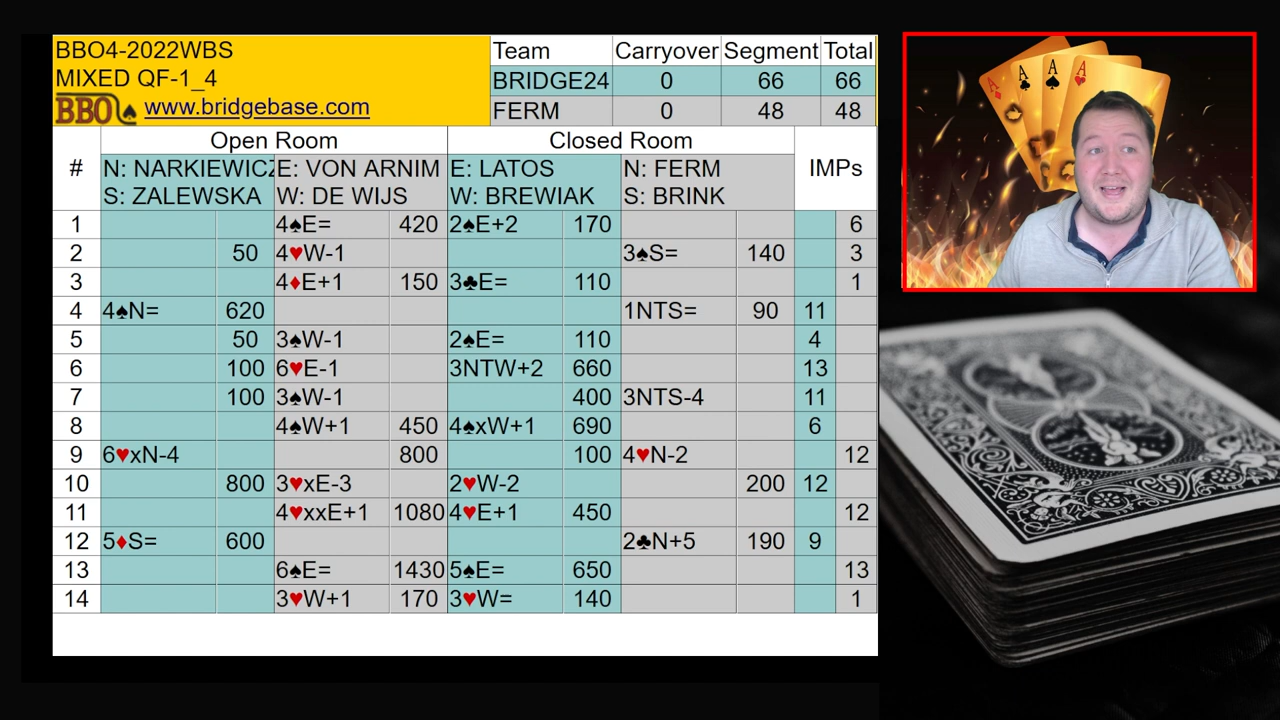 BBO4-2022WBS
MIXED QF-1_4
BBO♠ www.bridgebase.com
Team Carryover Segment Total
BRIDGE24 0 66 66
FERM 0 48 48
Open Room Closed Room
# N: NARKIEWICZ E: VON ARNIM E: LATOS N: FERM IMPs
S: ZALEWSKA W: DE WIJS W: BREWIAK S: BRINK
1 4♠E= 420 2♠E+2 170 6
2 50 4♥W-1 3♠S= 140 3
3 4♦E+1 150 3♣E= 110 1
4 4♠N= 620 1NTS= 90 11
5 50 3♠W-1 2♠E= 110 4
6 100 6♥E-1 3NTW+2 660 13
7 100 3♠W-1 400 3NTS-4 11
8 4♠W+1 450 4♠xW+1 690 6
9 6♥xN-4 800 100 4♥N-2 12
10 800 3♥xE-3 2♥W-2 200 12
11 4♥xxE+1 1080 4♥E+1 450 12
12 5♦S= 600 2♣N+5 190 9
13 6♠E= 1430 5♠E= 650 13
14 3♥W+1 170 3♥W= 140 1
A A A A